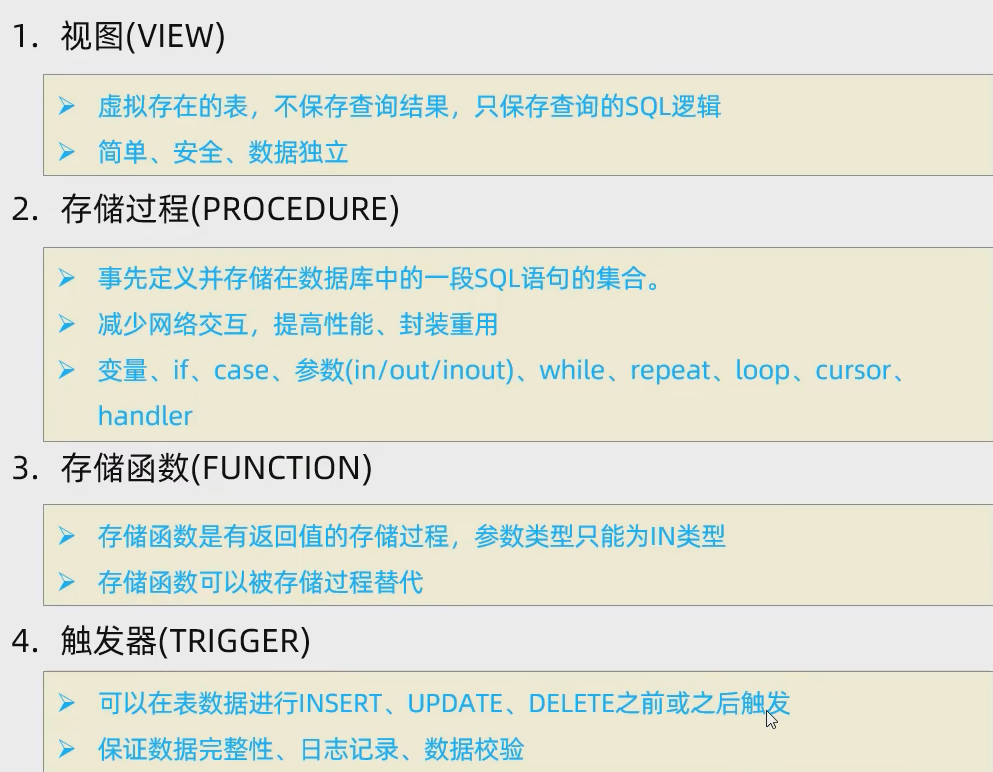 1. 视图(VIEW)
➢ 虚拟存在的表，不保存查询结果，只保存查询的SQL逻辑
➢ 简单、安全、数据独立
2. 存储过程(PROCEDURE)
➢ 事先定义并存储在数据库中的一段SQL语句的集合。
➢ 减少网络交互，提高性能、封装重用
➢ 变量、if、case、参数(in/out/inout)、while、repeat、loop、cursor、
handler
3. 存储函数(FUNCTION)
➢ 存储函数是有返回值的存储过程，参数类型只能为IN类型
➢ 存储函数可以被存储过程替代
4. 触发器(TRIGGER)
➢ 可以在表数据进行INSERT、UPDATE、DELETE之前或之后触发
➢ 保证数据完整性、日志记录、数据校验